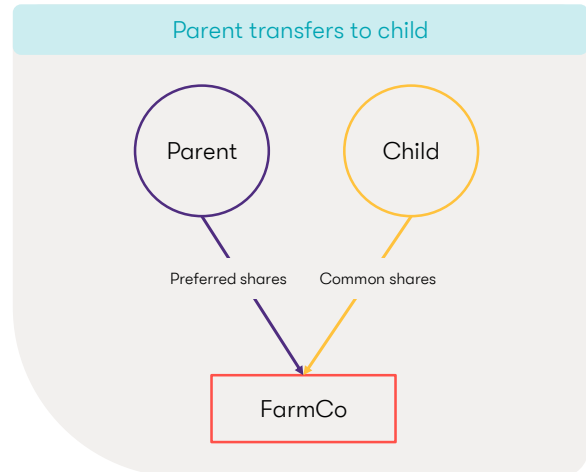 Parent transfers to child
Parent
Child
Preferred shares
Common shares
FarmCo